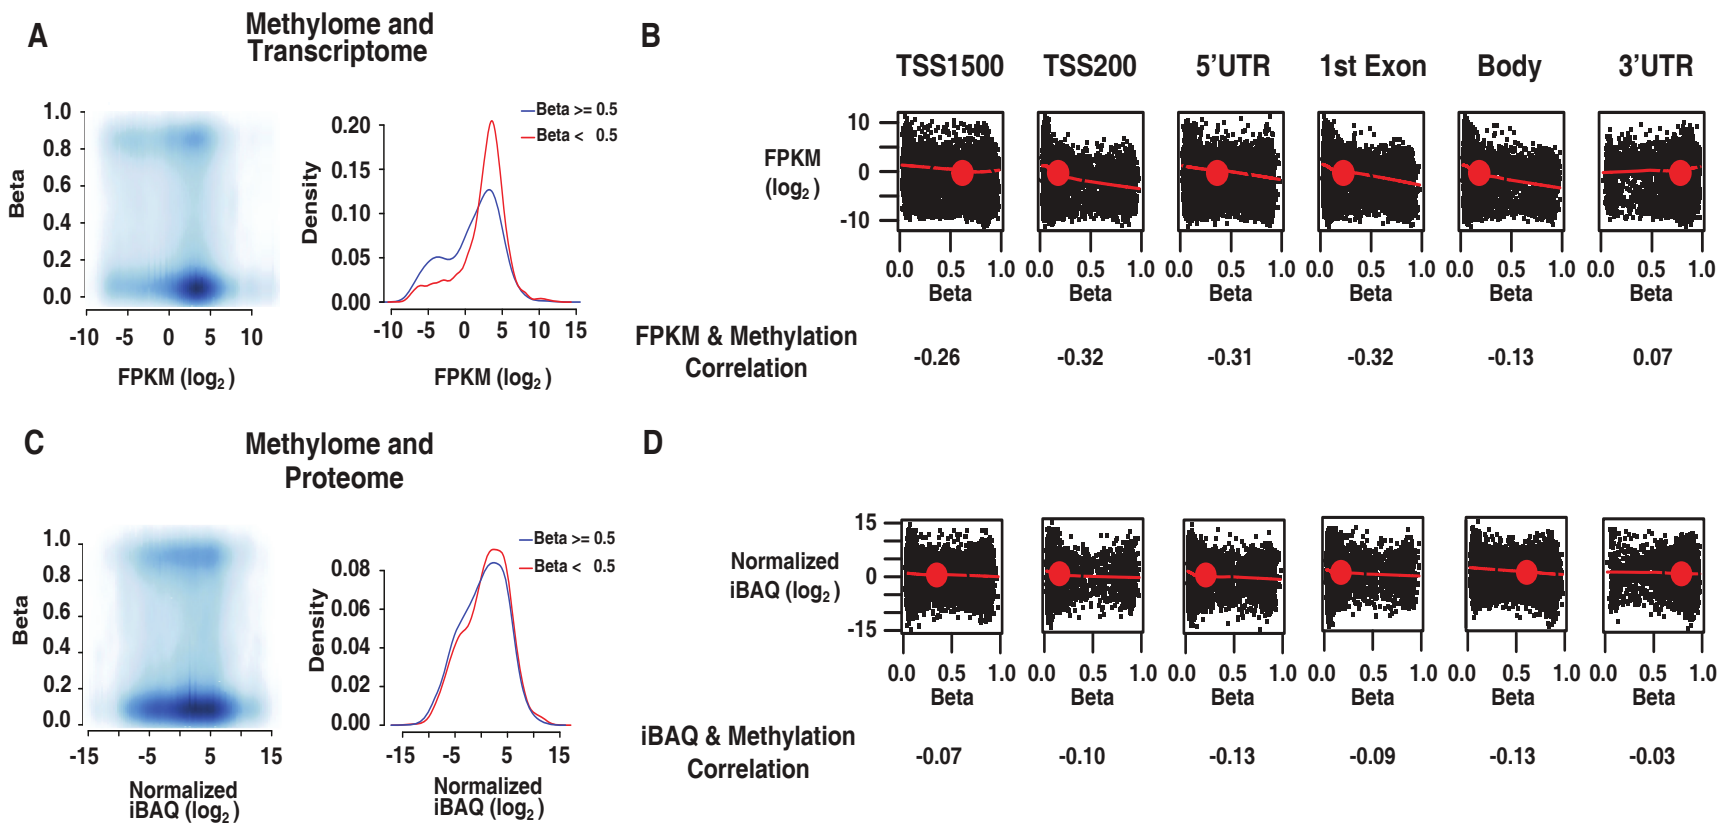 A
Methylome and
Transcriptome
Beta
1.0
0.8
0.6
0.4
0.2
0.0
-10 -5 0 5 10
FPKM (log2)
Density
0.20
0.15
0.10
0.05
0.00
-10 -5 0 5 10 15
FPKM (log2)
Beta >= 0.5
Beta < 0.5
B
TSS1500 TSS200 5'UTR 1st Exon Body 3'UTR
FPKM
(log2)
10
0
-10
0.0 0.5 1.0 0.0 0.5 1.0 0.0 0.5 1.0 0.0 0.5 1.0 0.0 0.5 1.0 0.0 0.5 1.0
Beta Beta Beta Beta Beta Beta
FPKM & Methylation
Correlation
-0.26 -0.32 -0.31 -0.32 -0.13 0.07
C
Methylome and
Proteome
Beta
1.0
0.8
0.6
0.4
0.2
0.0
-15 -5 5 15
Normalized
iBAQ (log2)
Density
0.08
0.06
0.04
0.02
0.00
-15 -5 5 15
Normalized
iBAQ (log2)
Beta >= 0.5
Beta < 0.5
D
Normalized
iBAQ (log2)
15
0
-15
0.0 0.5 1.0 0.0 0.5 1.0 0.0 0.5 1.0 0.0 0.5 1.0 0.0 0.5 1.0 0.0 0.5 1.0
Beta Beta Beta Beta Beta Beta
iBAQ & Methylation
Correlation
-0.07 -0.10 -0.13 -0.09 -0.13 -0.03